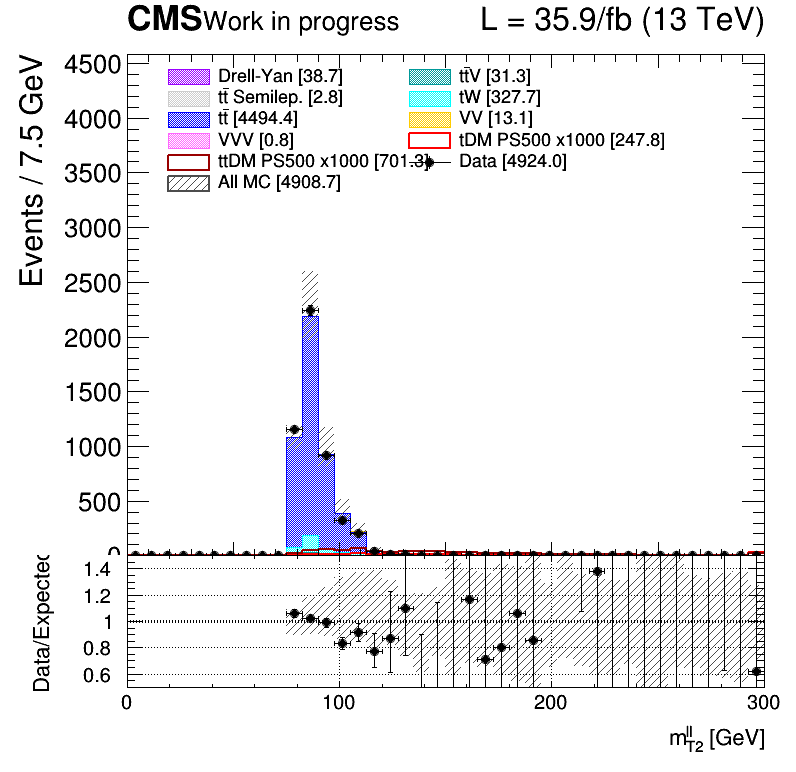 CMS Work in progress L = 35.9/fb (13 TeV)
Events / 7.5 GeV
4500
4000
3500
3000
2500
2000
1500
1000
500
0
Drell-Yan [38.7] tt̄V [31.3]
tt̄ Semilep. [2.8] tW [327.7]
tt̄ [4494.4] VV [13.1]
VVV [0.8] tDM PS500 x1000 [247.8]
ttDM PS500 x1000 [701.3] Data [4924.0]
All MC [4908.7]
Data/Expected
1.4
1.2
1
0.8
0.6
0 100 200 300
m_{T2}^{ll} [GeV]